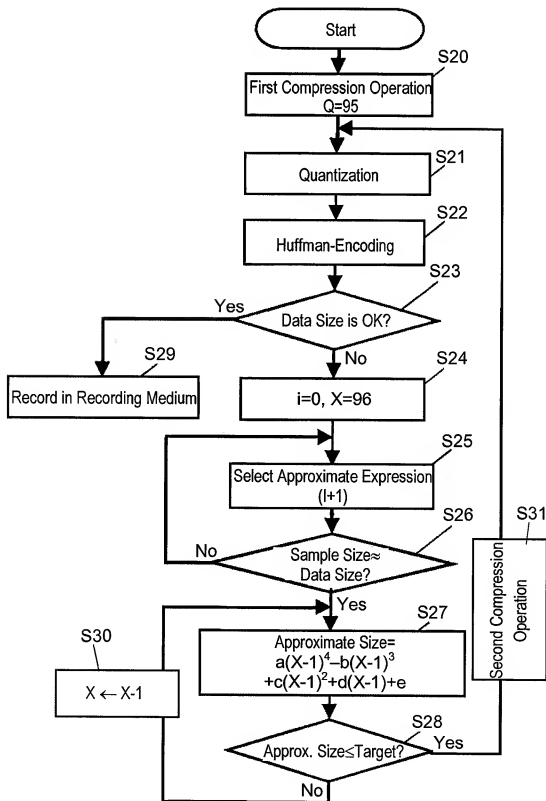 Start
S20
First Compression Operation
Q=95
S21
Quantization
S22
Huffman-Encoding
S23
Yes
Data Size is OK?
No
S29
Record in Recording Medium
S24
i=0, X=96
S25
Select Approximate Expression
(I+1)
S26
No
Sample Size≈
Data Size?
Yes
S31
Second Compression
Operation
S27
Approximate Size=
a(X-1)⁴–b(X-1)³
+c(X-1)²+d(X-1)+e
S30
X ← X-1
S28
Approx. Size≤Target?
Yes
No